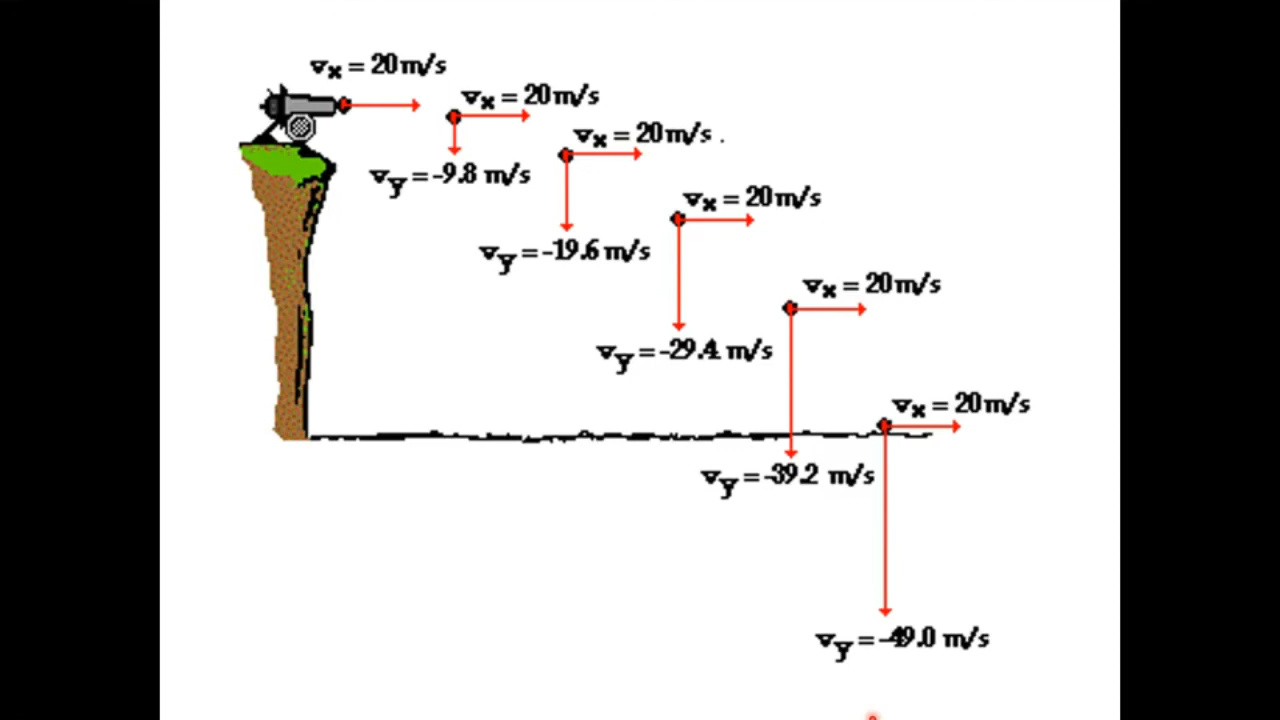 vx = 20 m/s
vx = 20 m/s
vx = 20 m/s .
vy = -9.8 m/s
vx = 20 m/s
vy = -19.6 m/s
vx = 20 m/s
vy = -29.4 m/s
vx = 20 m/s
vy = -39.2 m/s
vy = -49.0 m/s